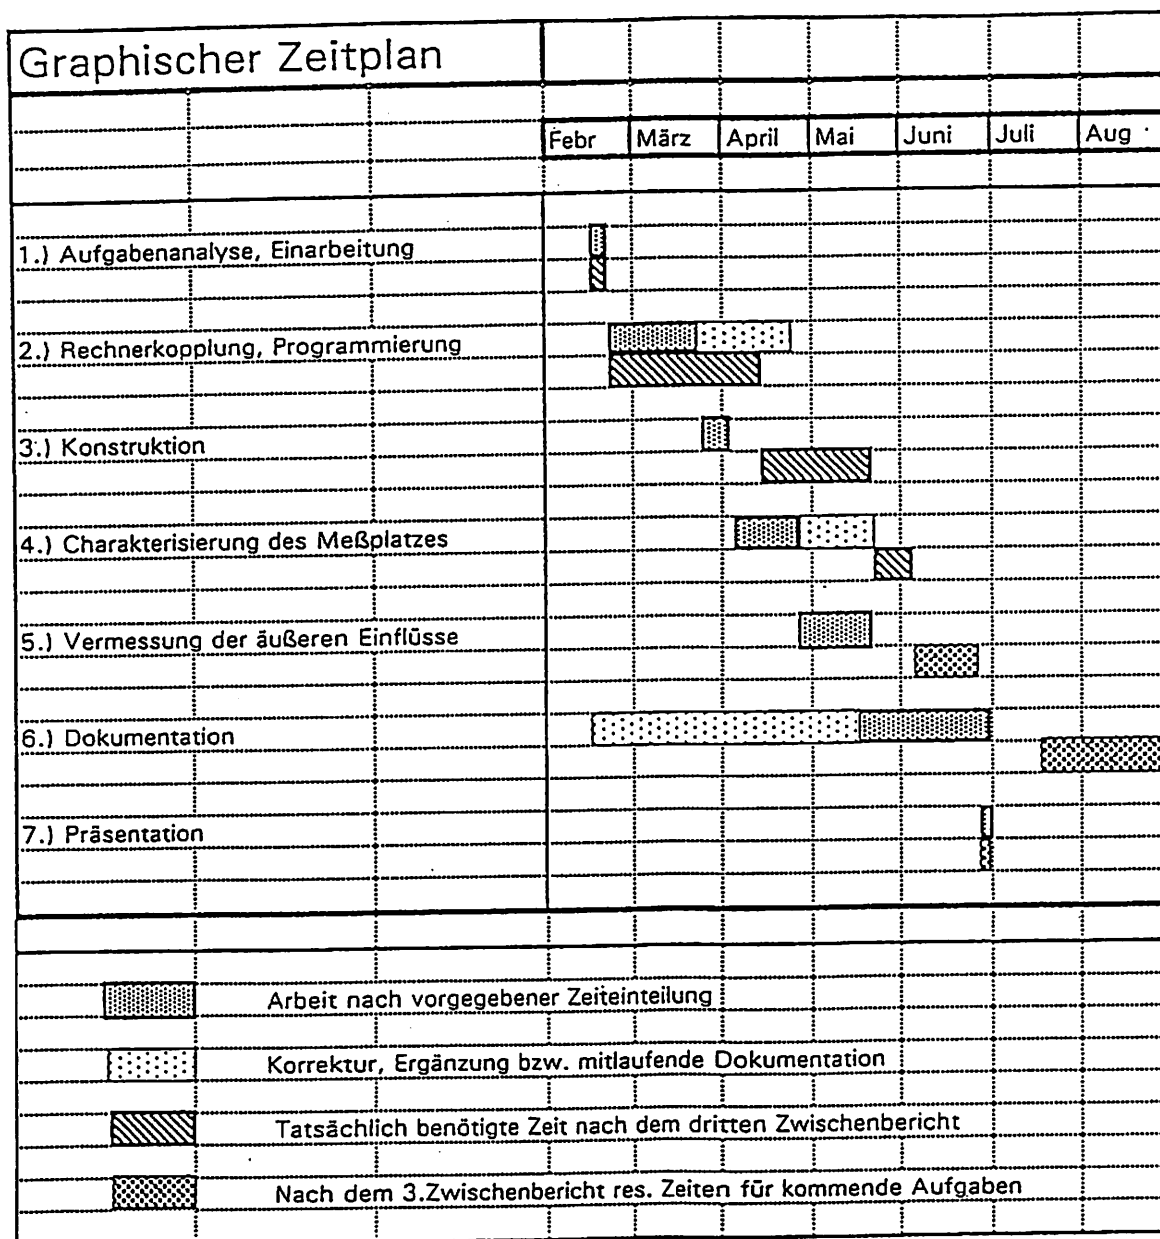 Graphischer Zeitplan
Febr März April Mai Juni Juli Aug
1.) Aufgabenanalyse, Einarbeitung
2.) Rechnerkopplung, Programmierung
3.) Konstruktion
4.) Charakterisierung des Meßplatzes
5.) Vermessung der äußeren Einflüsse
6.) Dokumentation
7.) Präsentation
Arbeit nach vorgegebener Zeiteinteilung
Korrektur, Ergänzung bzw. mitlaufende Dokumentation
Tatsächlich benötigte Zeit nach dem dritten Zwischenbericht
Nach dem 3.Zwischenbericht res. Zeiten für kommende Aufgaben